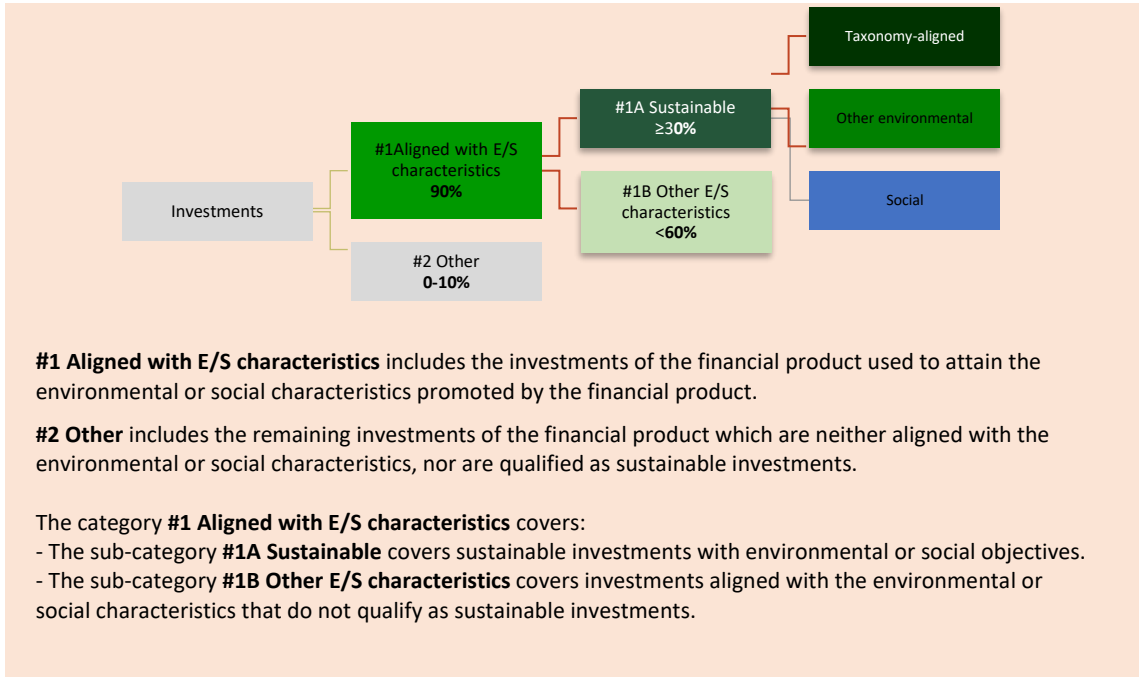 Taxonomy-aligned
#1A Sustainable
≥30%
Other environmental
#1Aligned with E/S
characteristics
90%
#1B Other E/S
characteristics
<60%
Social
Investments
#2 Other
0-10%
#1 Aligned with E/S characteristics includes the investments of the financial product used to attain the
environmental or social characteristics promoted by the financial product.
#2 Other includes the remaining investments of the financial product which are neither aligned with the
environmental or social characteristics, nor are qualified as sustainable investments.
The category #1 Aligned with E/S characteristics covers:
- The sub-category #1A Sustainable covers sustainable investments with environmental or social objectives.
- The sub-category #1B Other E/S characteristics covers investments aligned with the environmental or
social characteristics that do not qualify as sustainable investments.